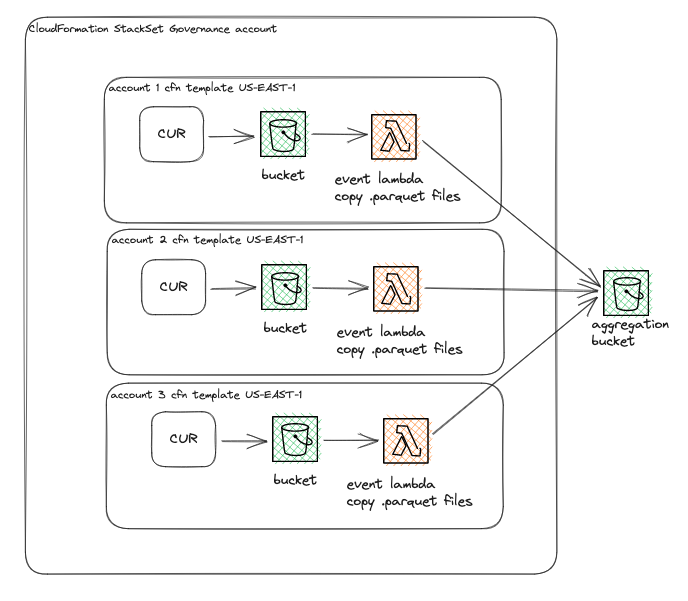 CloudFormation StackSet Governance account
account 1 cfn template US-EAST-1
CUR
bucket
event lambda
copy .parquet files
account 2 cfn template US-EAST-1
CUR
bucket
event lambda
copy .parquet files
aggregation
bucket
account 3 cfn template US-EAST-1
CUR
bucket
event lambda
copy .parquet files